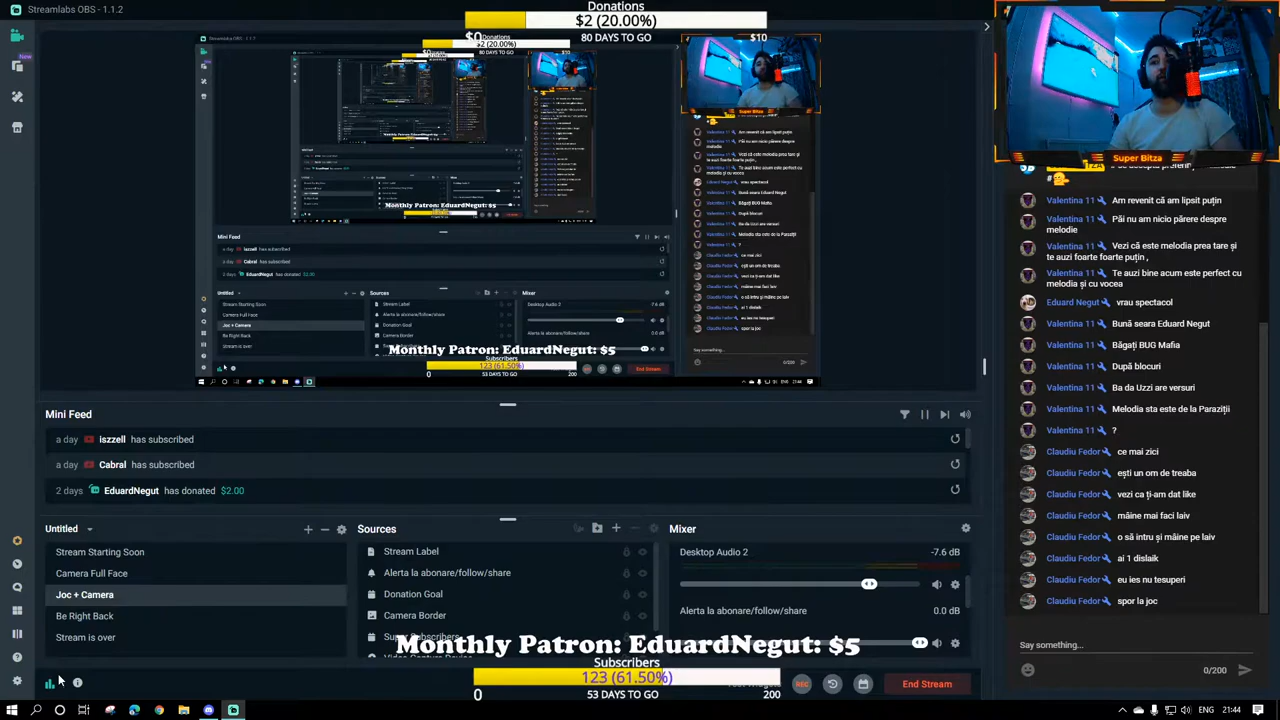 Streamlabs OBS - 1.1.2
Donations
$2 (20.00%)
$0
80 DAYS TO GO
$10
Super Bitza
Valentina 11 Am revenit că am lipsit puțin
Valentina 11 Păi nu am nicio părere despre
melodie
Valentina 11 Vezi că este melodia prea tare și
te auzi foarte foarte puțin ,
Valentina 11 Te auzi bine acum este perfect cu
melodia și cu vocea
Eduard Negut vrau spectacol
Valentina 11 Bună seara Eduard Negut
Valentina 11 Băgați BUG Mafia
Valentina 11 După blocuri
Valentina 11 Ba da Uzzi are versuri
Valentina 11 Melodia sta este de la Paraziții
Valentina 11 ?
Claudiu Fedor ce mai zici
Claudiu Fedor ești un om de treaba
Claudiu Fedor vezi ca ți-am dat like
Claudiu Fedor mâine mai faci laiv
Claudiu Fedor o să intru și mâine pe laiv
Claudiu Fedor ai 1 dislaik
Claudiu Fedor eu ies nu tesuperi
Claudiu Fedor spor la joc
Say something...
0/200
Mini Feed
a day iszzell has subscribed
a day Cabral has subscribed
2 days EduardNegut has donated $2.00
Untitled
Stream Starting Soon
Camera Full Face
Joc + Camera
Be Right Back
Stream is over
Sources
Stream Label
Alerta la abonare/follow/share
Donation Goal
Camera Border
Mixer
Desktop Audio 2 -7.6 dB
Alerta la abonare/follow/share 0.0 dB
Monthly Patron: EduardNegut: $5
Subscribers
123 (61.50%)
0
53 DAYS TO GO
200
REC
End Stream
ENG 21:44